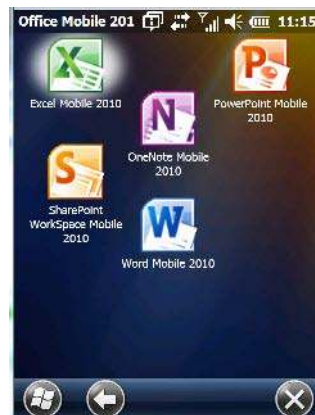 Office Mobile 201 11:15
Excel Mobile 2010
PowerPoint Mobile
2010
OneNote Mobile
2010
SharePoint
WorkSpace Mobile
2010
Word Mobile 2010